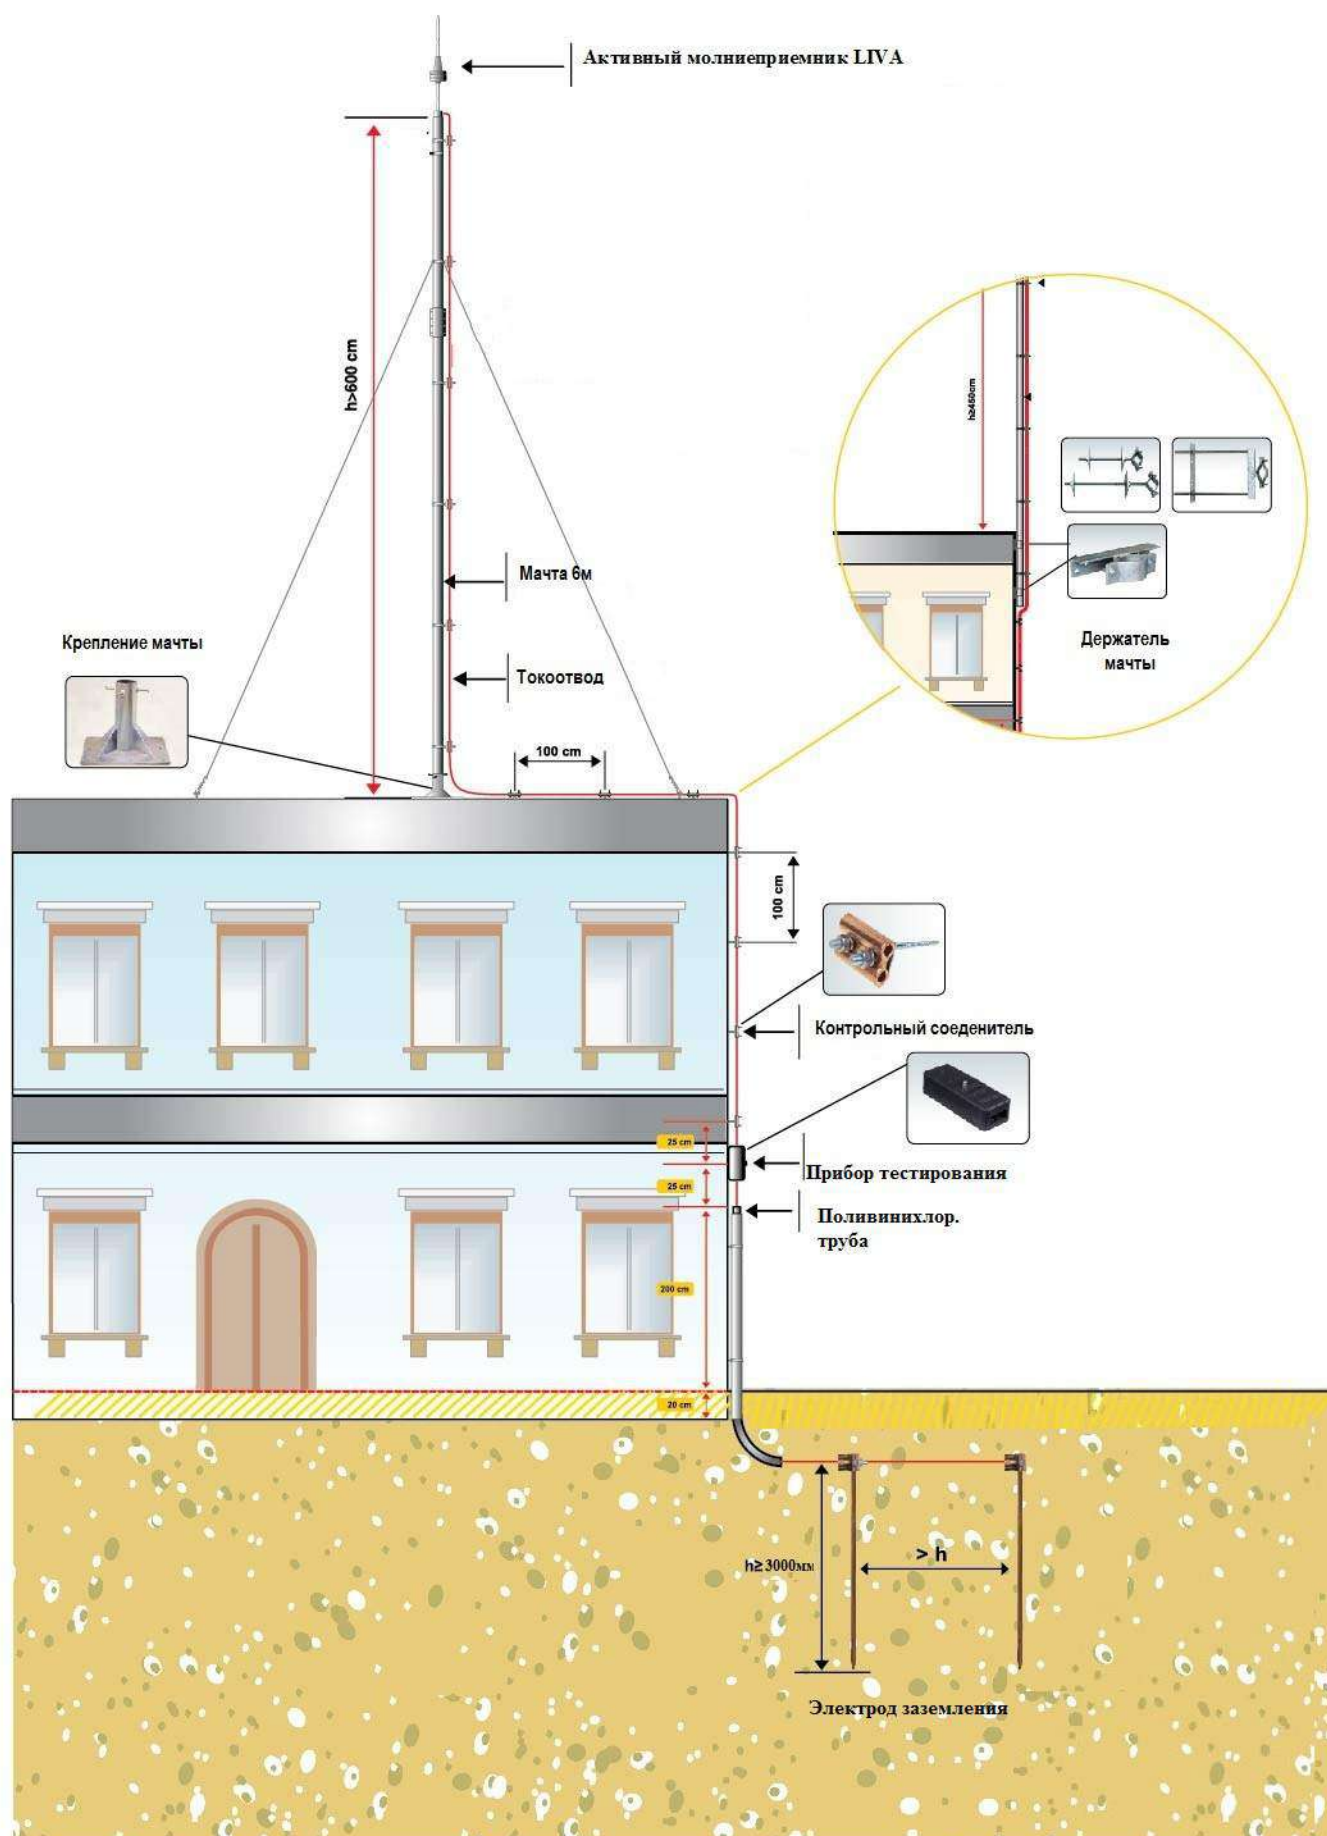 Активный молниеприемник LIVA
h>600 cm
h≥450cm
Мачта 6м
Держатель
мачты
Крепление мачты
Токоотвод
100 cm
100 cm
Контрольный соеденитель
25 cm
Прибор тестирования
25 cm
Поливинихлор.
труба
200 cm
20 cm
> h
h≥3000мм
Электрод заземления